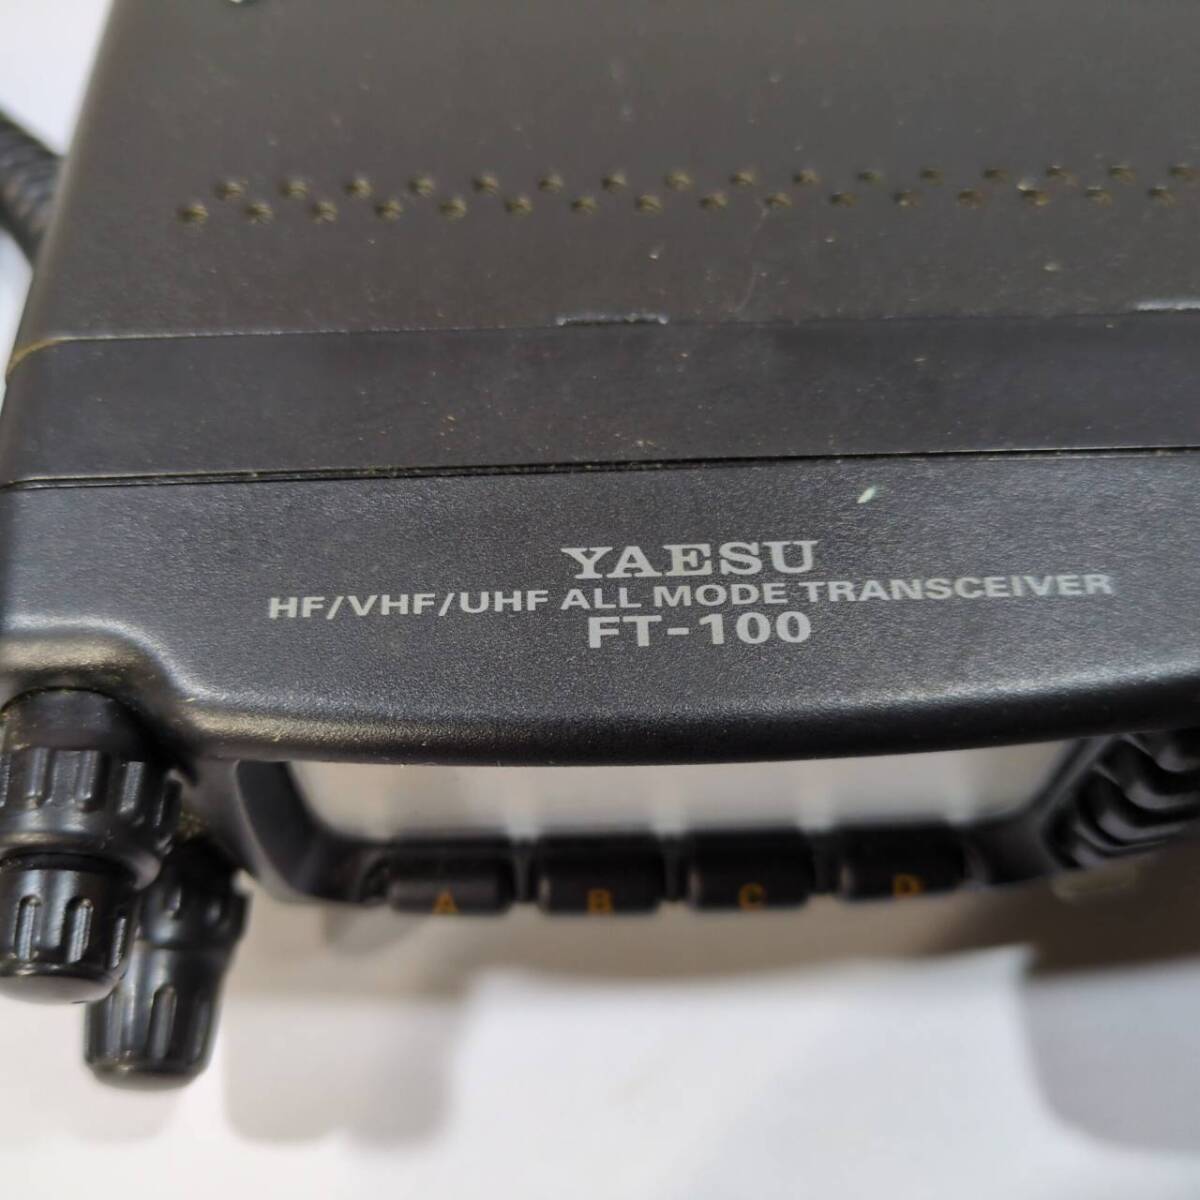 YAESU
HF/VHF/UHF ALL MODE TRANSCEIVER
FT-100
A B C D